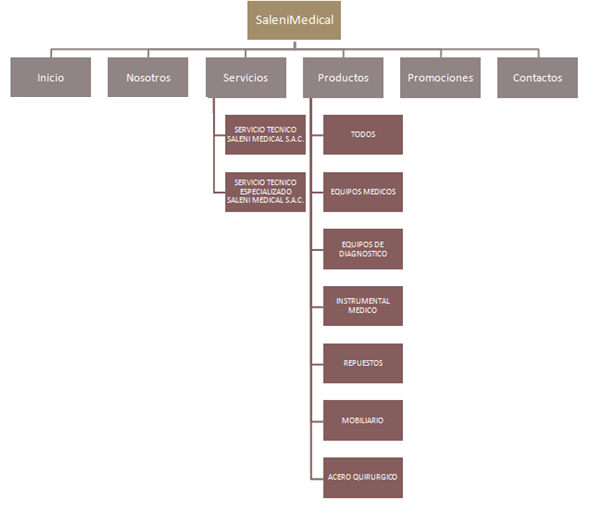 SaleniMedical
Inicio
Nosotros
Servicios
Productos
Promociones
Contactos
SERVICIO TECNICO
SALENI MEDICAL S.A.C.
SERVICIO TECNICO
ESPECIALIZADO
SALENI MEDICAL S.A.C.
TODOS
EQUIPOS MEDICOS
EQUIPOS DE
DIAGNOSTICO
INSTRUMENTAL
MEDICO
REPUESTOS
MOBILIARIO
ACERO QUIRURGICO